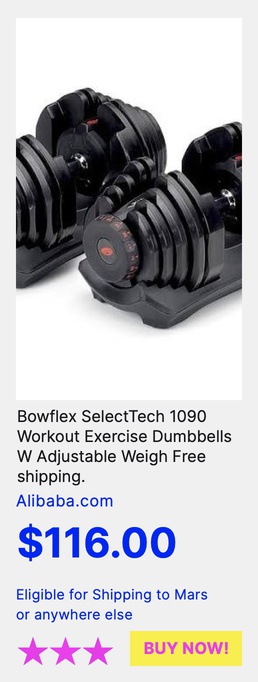 Bowflex SelectTech 1090
Workout Exercise Dumbbells
W Adjustable Weigh Free
shipping.
Alibaba.com
$116.00
Eligible for Shipping to Mars
or anywhere else
BUY NOW!